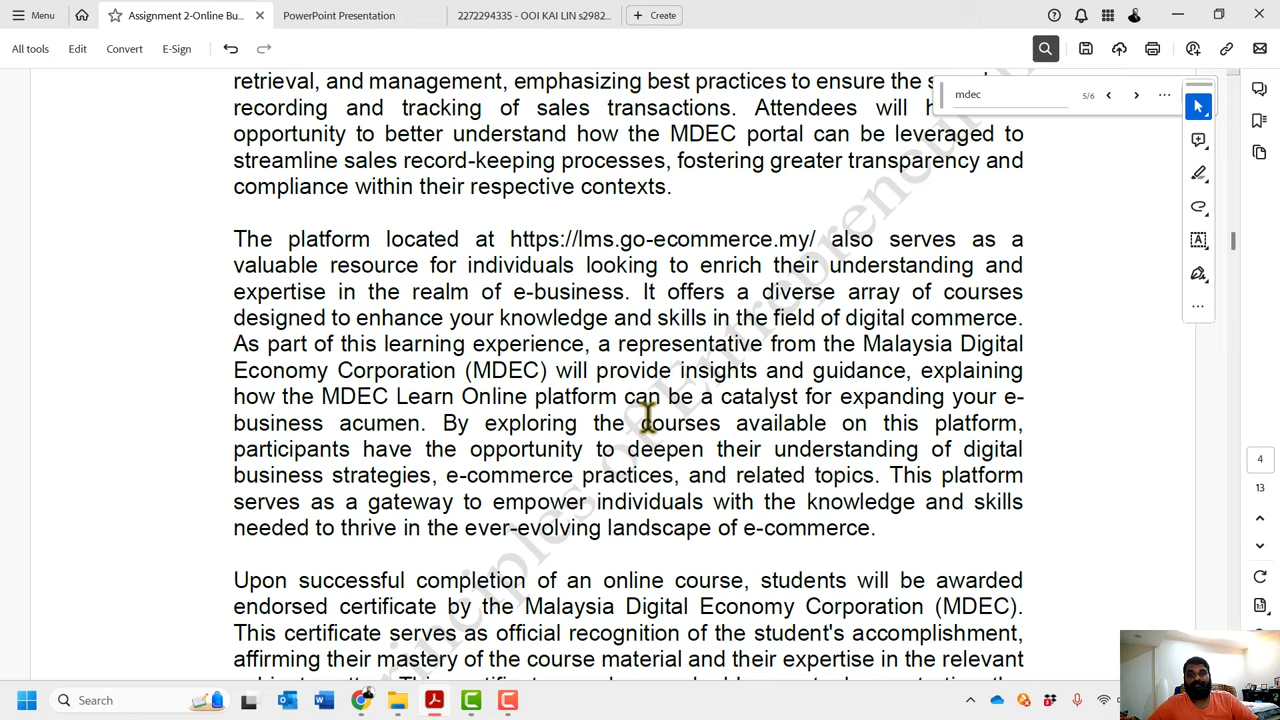 Menu
Assignment 2-Online Bu...
PowerPoint Presentation
2272294335 - OOI KAI LIN s2982...
+ Create
All tools
Edit
Convert
E-Sign
mdec
5/6
retrieval, and management, emphasizing best practices to ensure the
recording and tracking of sales transactions. Attendees will
opportunity to better understand how the MDEC portal can be leveraged to
streamline sales record-keeping processes, fostering greater transparency and
compliance within their respective contexts.
The platform located at https://lms.go-ecommerce.my/ also serves as a
valuable resource for individuals looking to enrich their understanding and
expertise in the realm of e-business. It offers a diverse array of courses
designed to enhance your knowledge and skills in the field of digital commerce.
As part of this learning experience, a representative from the Malaysia Digital
Economy Corporation (MDEC) will provide insights and guidance, explaining
how the MDEC Learn Online platform can be a catalyst for expanding your e-
business acumen. By exploring the courses available on this platform,
participants have the opportunity to deepen their understanding of digital
business strategies, e-commerce practices, and related topics. This platform
serves as a gateway to empower individuals with the knowledge and skills
needed to thrive in the ever-evolving landscape of e-commerce.
Upon successful completion of an online course, students will be awarded
endorsed certificate by the Malaysia Digital Economy Corporation (MDEC).
This certificate serves as official recognition of the student's accomplishment,
affirming their mastery of the course material and their expertise in the relevant
4
13
Search